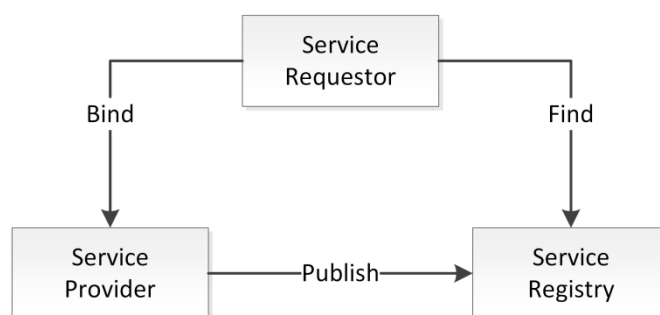 Service
Requestor
Bind
Find
Service
Provider
Publish
Service
Registry